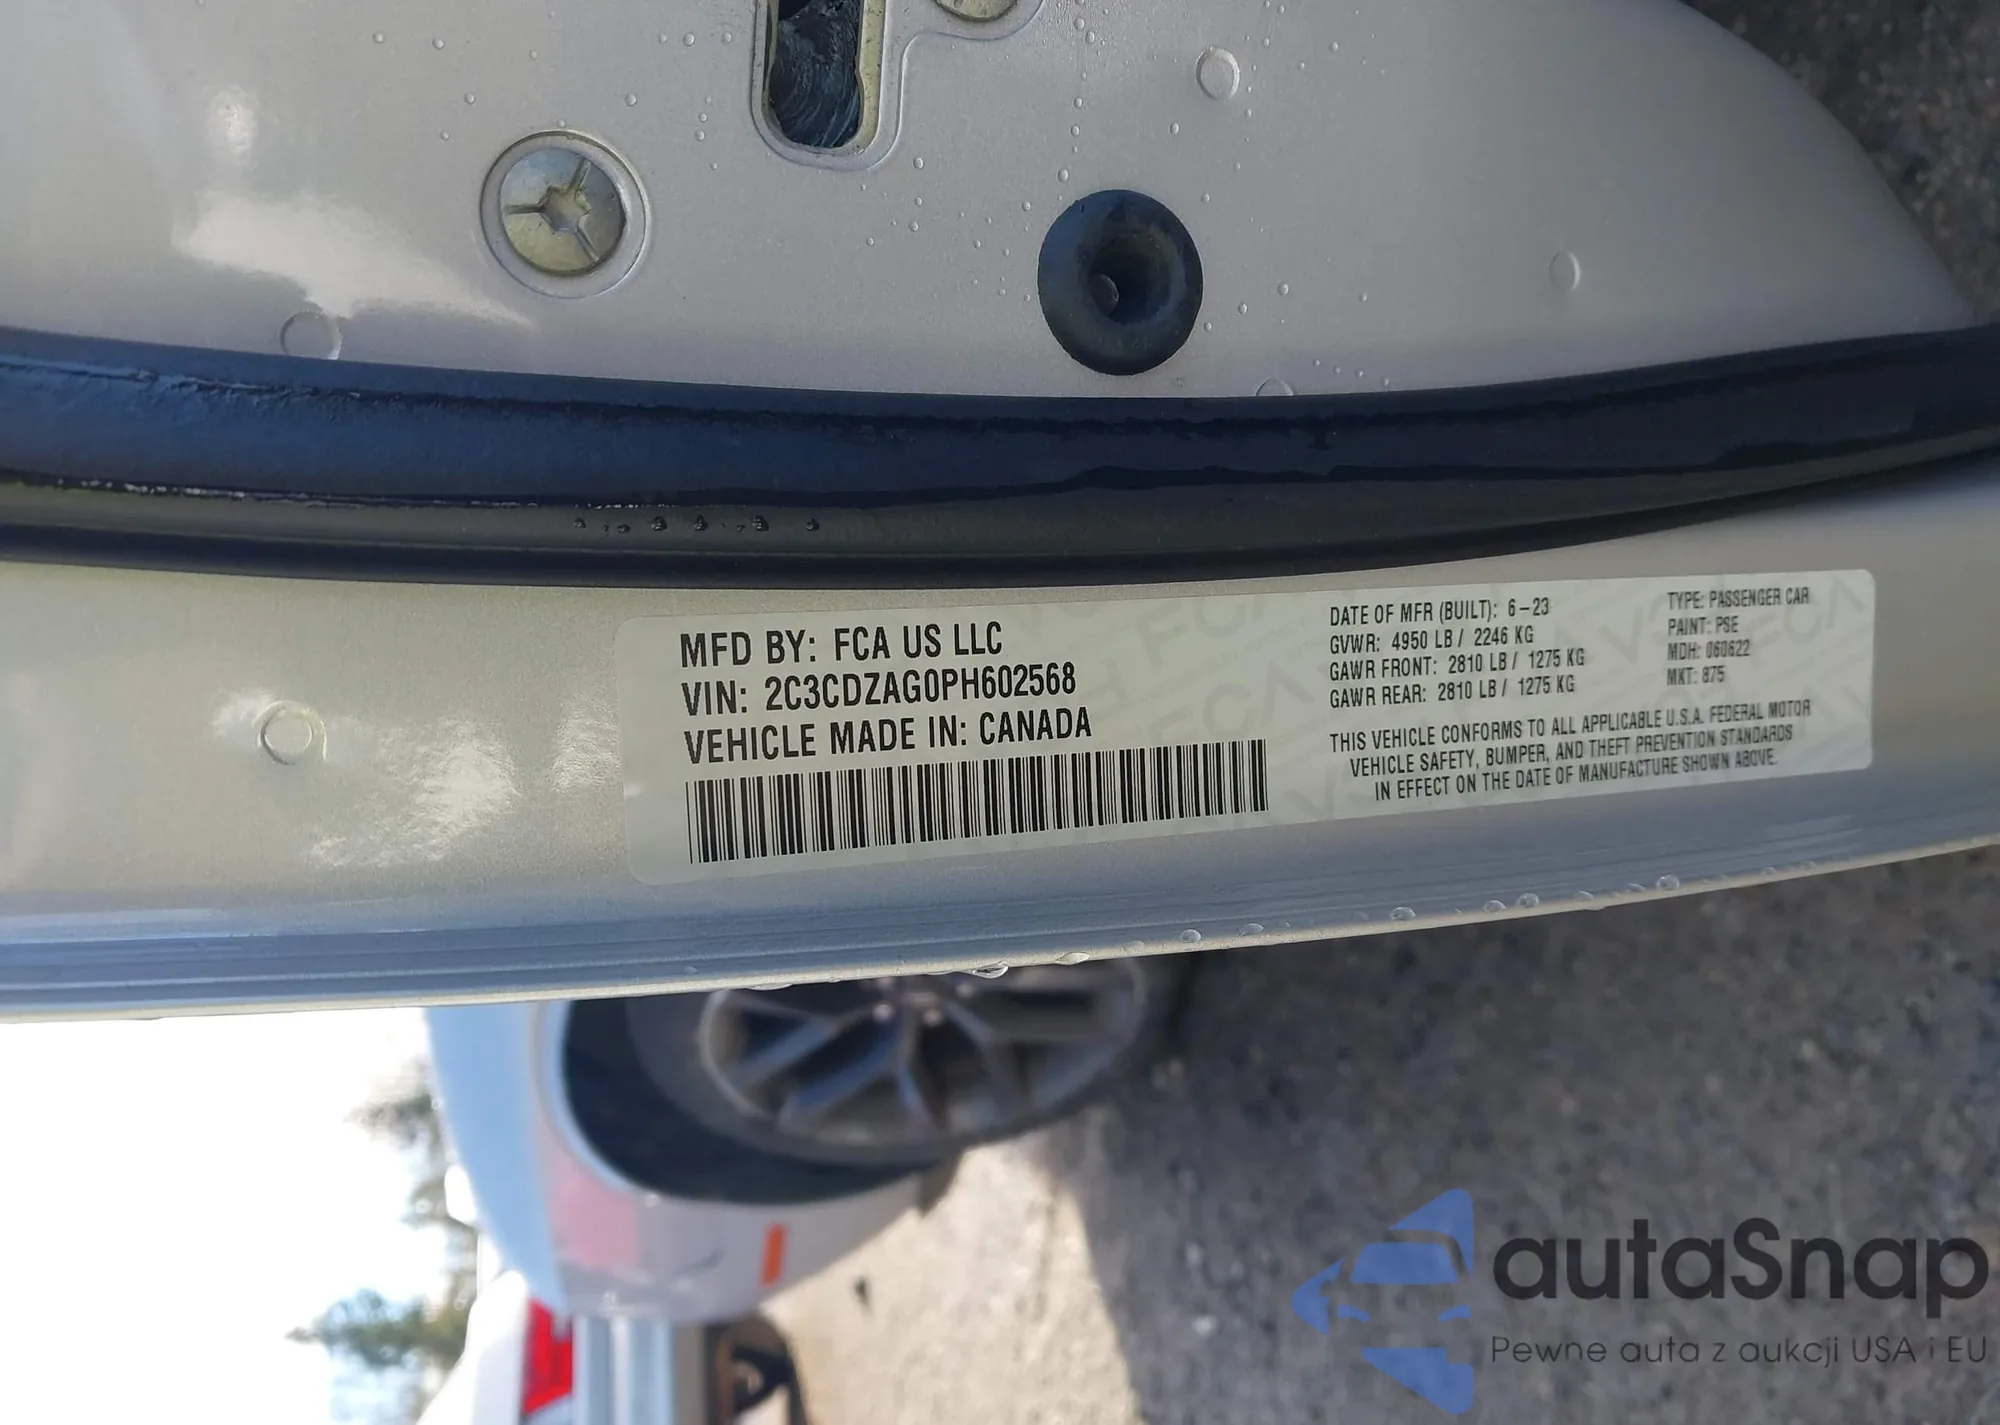 MFD BY: FCA US LLC
VIN: 2C3CDZAG0PH602568
VEHICLE MADE IN: CANADA
DATE OF MFR (BUILT): 6-23
GVWR: 4950 LB / 2246 KG
GAWR FRONT: 2810 LB / 1275 KG
GAWR REAR: 2810 LB / 1275 KG
TYPE: PASSENGER CAR
PAINT: PSE
MDH: 060622
MKT: 875
THIS VEHICLE CONFORMS TO ALL APPLICABLE U.S.A. FEDERAL MOTOR
VEHICLE SAFETY, BUMPER, AND THEFT PREVENTION STANDARDS
IN EFFECT ON THE DATE OF MANUFACTURE SHOWN ABOVE.
autaSnap
Pewne auta z aukcji USA i EU